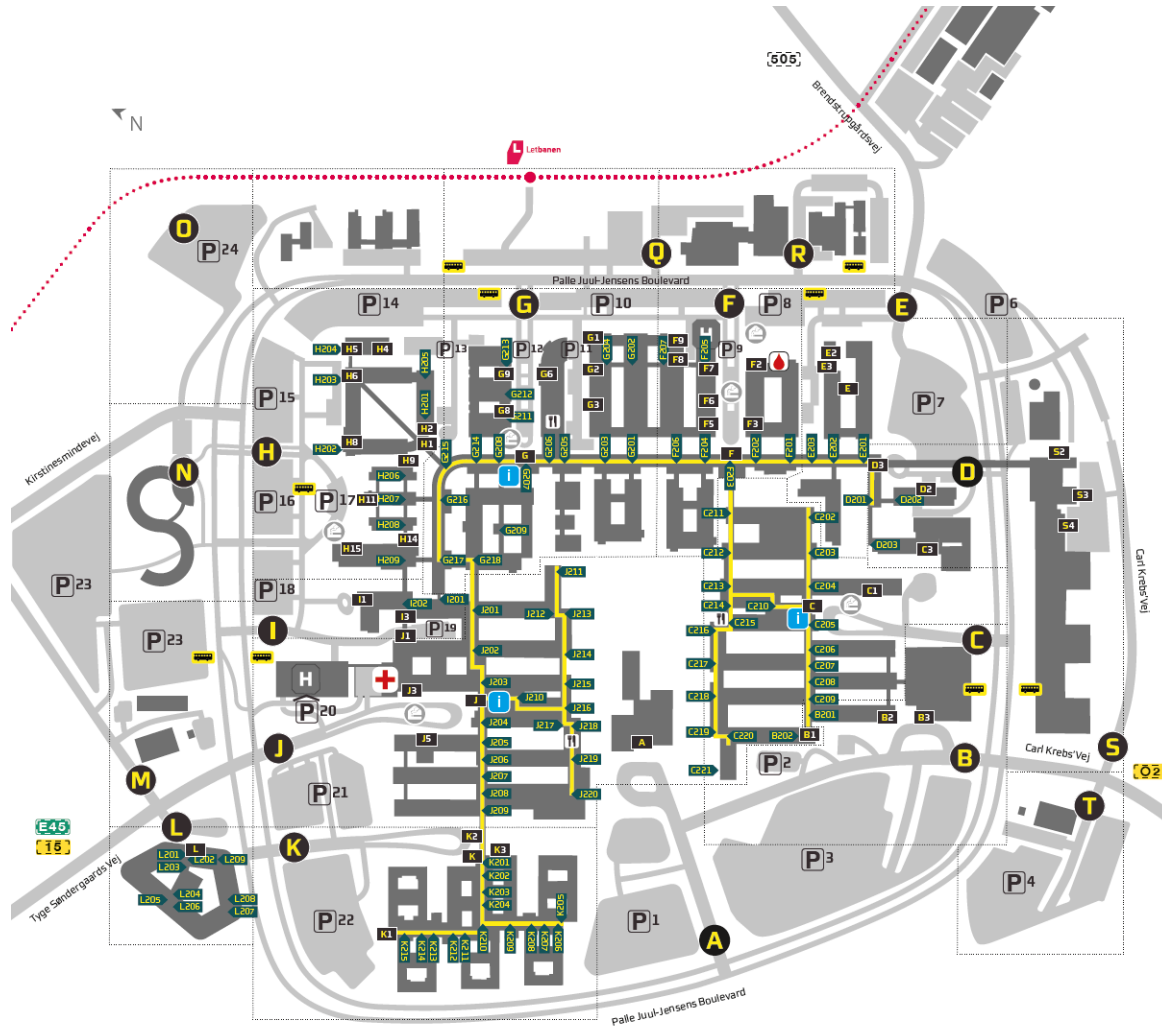 505
Brendstrupgårdsvej
N
L Letbanen
O
P 24
Q
R
Palle Juul-Jensens Boulevard
P 14
G
P 10
F
P 8
E
P 6
H204
H5
H4
H205
P 13
G213
P 12
P 11
G6
G1
G204
G202
F207
F9
F8
H
F205
P 9
F2
E2
E3
E
H203
H6
G9
G2
F7
P 15
H201
G212
G8
G211
G3
F6
F5
F3
P 7
Kirstinesmindevej
H
H202
H8
H2
H1
H9
G215
G214
G208
G
G206
G205
G203
G201
F206
F204
F
F202
F201
E203
E202
E201
D3
D
S2
N
H206
i
G207
F203
P 16
P 17
H11
H207
G216
D201
D202
D2
S3
H208
G209
C211
C202
S4
P 23
H15
H14
H209
G217
G218
C212
C203
D203
C3
J211
P 18
C213
C204
C1
I1
I202
I201
J201
J212
J213
C214
C210
C
I3
P 19
C215
i
C205
P 23
I
J1
C216
C
Carl Krebs'Vej
J202
J214
C206
C217
C207
H
J203
J215
C208
J3
J
i
J210
C218
C209
P 20
J216
B201
B2
B3
J204
J217
J218
C219
C220
B202
B1
J5
J205
A
J
J206
J219
P 2
B
Carl Krebs'Vej
S
M
J207
C221
O2
P 21
J208
J220
T
J209
E45
15
L
K
K2
K
K3
P 3
L201
L
L202
L209
K201
L203
K202
P 4
L204
K203
L205
L206
L208
L207
K204
K205
Tyge Søndergaards Vej
P 22
P 1
A
K1
K215
K214
K213
K212
K211
K210
K209
K208
K207
K206
Palle Juul-Jensens Boulevard